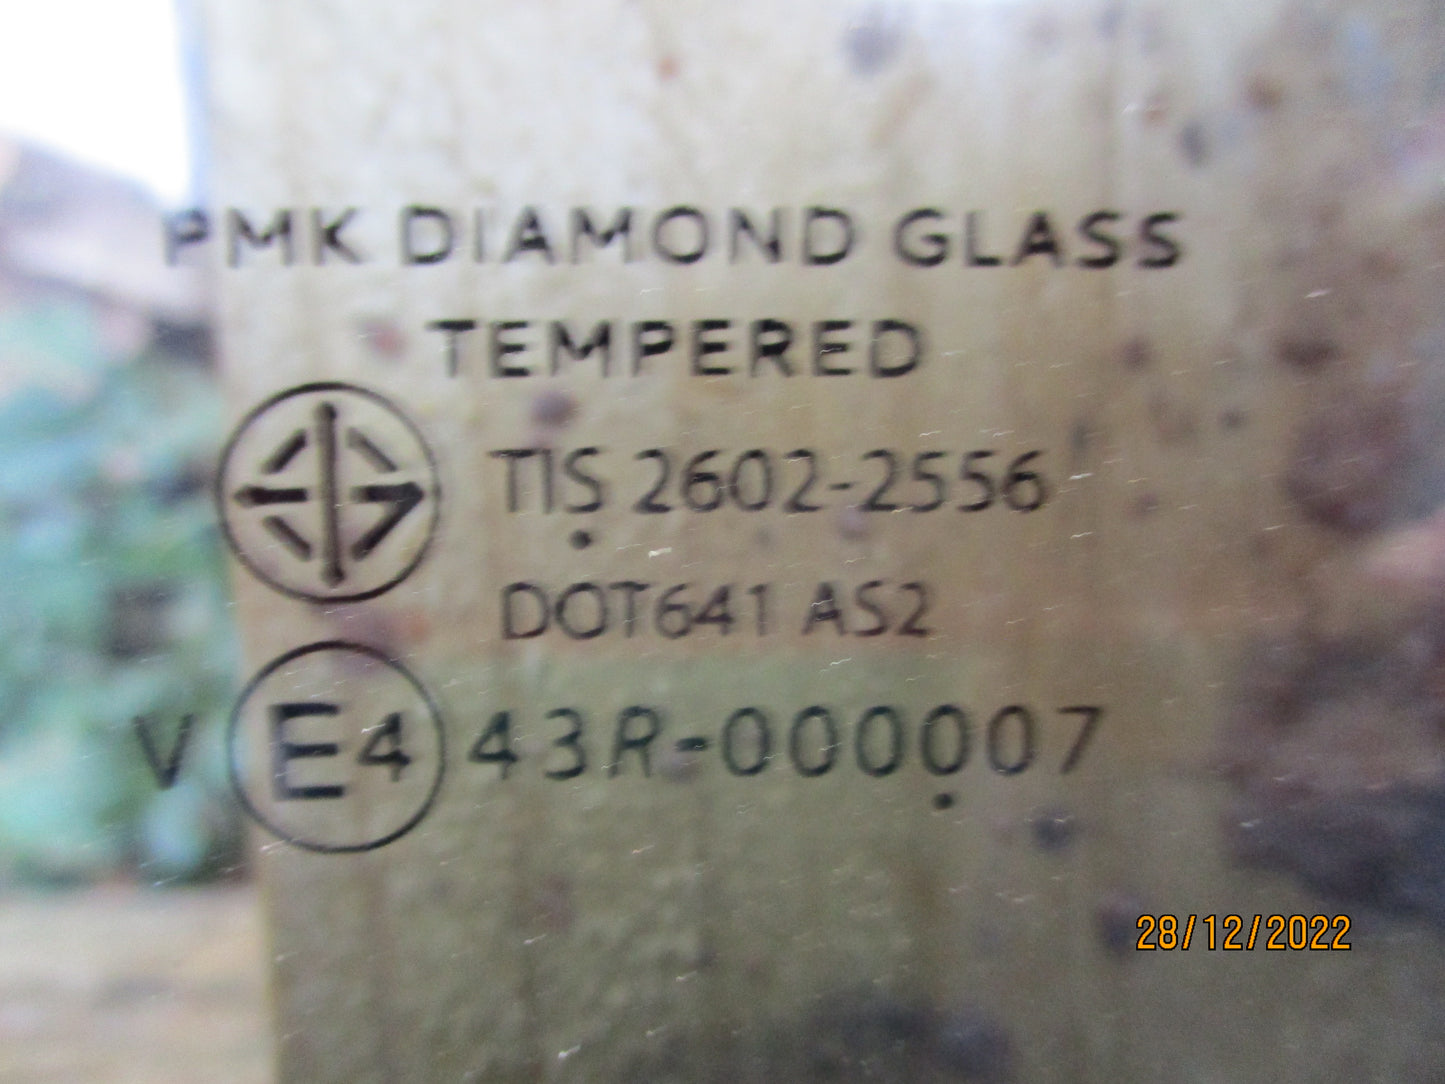 PMK DIAMOND GLASS
TEMPERED
TIS 2602-2556
DOT641 AS2
V E4 43R-000007
28/12/2022